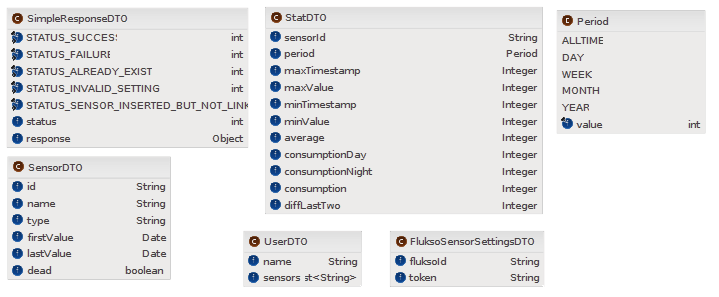 SimpleResponseDTO
STATUS_SUCCESS int
STATUS_FAILURE int
STATUS_ALREADY_EXIST int
STATUS_INVALID_SETTING int
STATUS_SENSOR_INSERTED_BUT_NOT_LINK
status int
response Object
StatDTO
sensorId String
period Period
maxTimestamp Integer
maxValue Integer
minTimestamp Integer
minValue Integer
average Integer
consumptionDay Integer
consumptionNight Integer
consumption Integer
diffLastTwo Integer
Period
ALLTIME
DAY
WEEK
MONTH
YEAR
value int
SensorDTO
id String
name String
type String
firstValue Date
lastValue Date
dead boolean
UserDTO
name String
sensors st<String>
FluksoSensorSettingsDTO
fluksoId String
token String